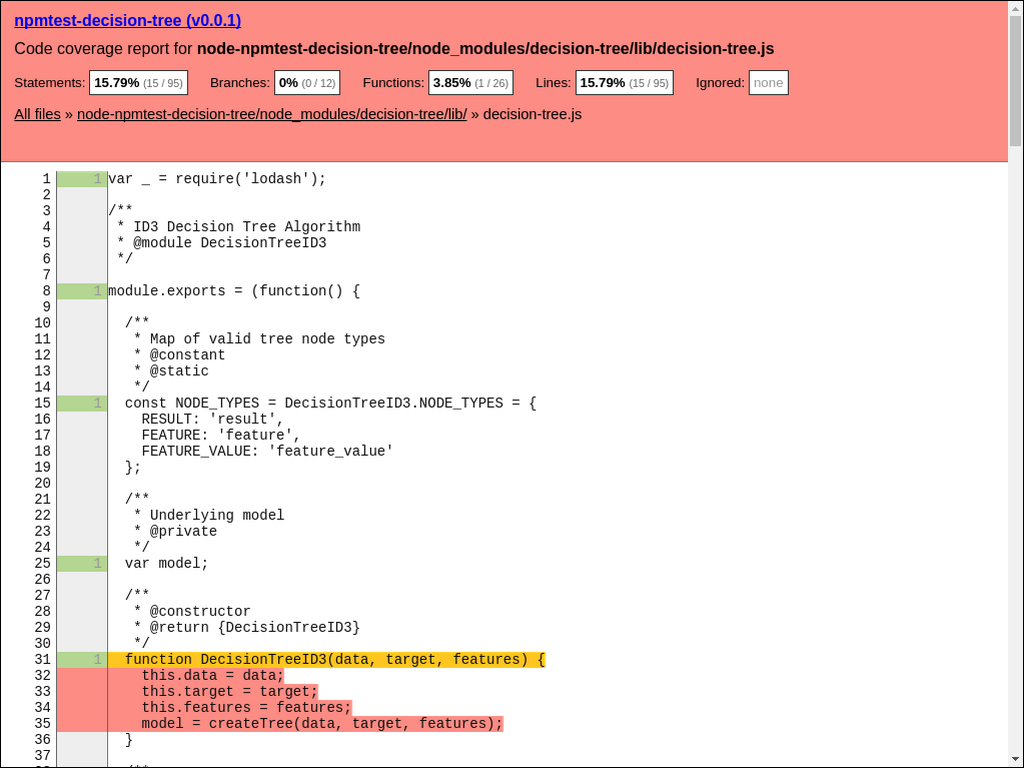 npmtest-decision-tree (v0.0.1)
Code coverage report for node-npmtest-decision-tree/node_modules/decision-tree/lib/decision-tree.js
Statements: 15.79% (15 / 95) Branches: 0% (0 / 12) Functions: 3.85% (1 / 26) Lines: 15.79% (15 / 95) Ignored: none
All files » node-npmtest-decision-tree/node_modules/decision-tree/lib/ » decision-tree.js
1 1 var _ = require('lodash');
2
3 /**
4  * ID3 Decision Tree Algorithm
5  * @module DecisionTreeID3
6  */
7
8 1 module.exports = (function() {
9
10   /**
11    * Map of valid tree node types
12    * @constant
13    * @static
14    */
15 1   const NODE_TYPES = DecisionTreeID3.NODE_TYPES = {
16     RESULT: 'result',
17     FEATURE: 'feature',
18     FEATURE_VALUE: 'feature_value'
19   };
20
21   /**
22    * Underlying model
23    * @private
24    */
25 1   var model;
26
27   /**
28    * @constructor
29    * @return {DecisionTreeID3}
30    */
31 1   function DecisionTreeID3(data, target, features) {
32     this.data = data;
33     this.target = target;
34     this.features = features;
35     model = createTree(data, target, features);
36   }
37